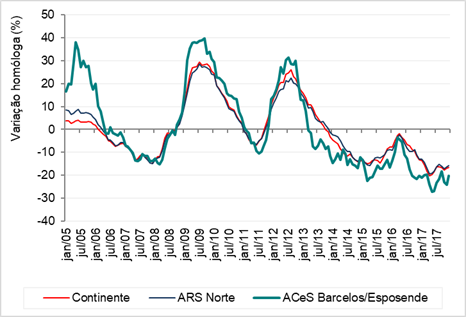 Variação homóloga (%)
50
40
30
20
10
0
-10
-20
-30
-40
jan/05
jul/05
jan/06
jul/06
jan/07
jul/07
jan/08
jul/08
jan/09
jul/09
jan/10
jul/10
jan/11
jul/11
jan/12
jul/12
jan/13
jul/13
jan/14
jul/14
jan/15
jul/15
jan/16
jul/16
jan/17
jul/17
Continente
ARS Norte
ACeS Barcelos/Esposende